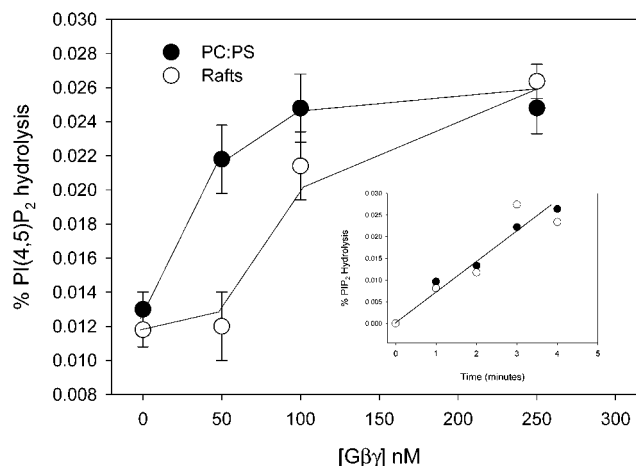 0.030
0.028
0.026
0.024
0.022
0.020
0.018
0.016
0.014
0.012
0.010
0.008
% PI(4,5)P₂ hydrolysis
PC:PS
Rafts
0.030
0.025
0.020
0.015
0.010
0.005
0.000
% PIP₂ Hydrolysis
0 1 2 3 4 5
Time (minutes)
0 50 100 150 200 250 300
[Gβγ] nM